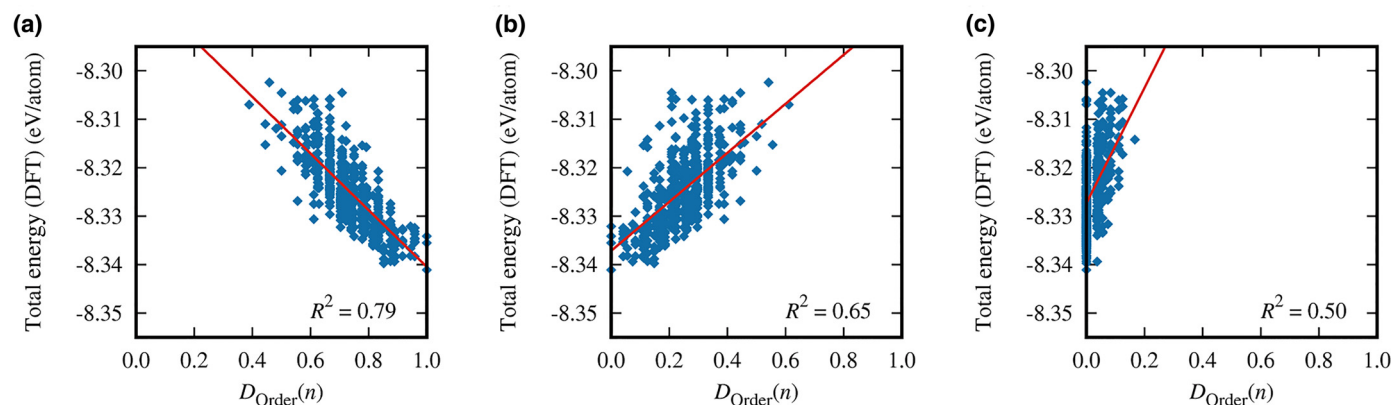 (a)
Total energy (DFT) (eV/atom)
-8.30
-8.31
-8.32
-8.33
-8.34
-8.35
R² = 0.79
0.0 0.2 0.4 0.6 0.8 1.0
D_Order(n)
(b)
Total energy (DFT) (eV/atom)
-8.30
-8.31
-8.32
-8.33
-8.34
-8.35
R² = 0.65
0.0 0.2 0.4 0.6 0.8 1.0
D_Order(n)
(c)
Total energy (DFT) (eV/atom)
-8.30
-8.31
-8.32
-8.33
-8.34
-8.35
R² = 0.50
0.0 0.2 0.4 0.6 0.8 1.0
D_Order(n)